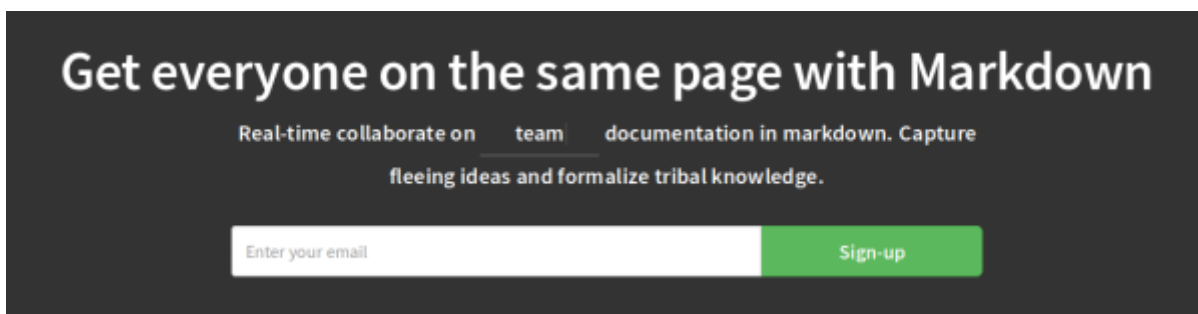 Get everyone on the same page with Markdown
Real-time collaborate on team documentation in markdown. Capture
fleeing ideas and formalize tribal knowledge.
Enter your email
Sign-up